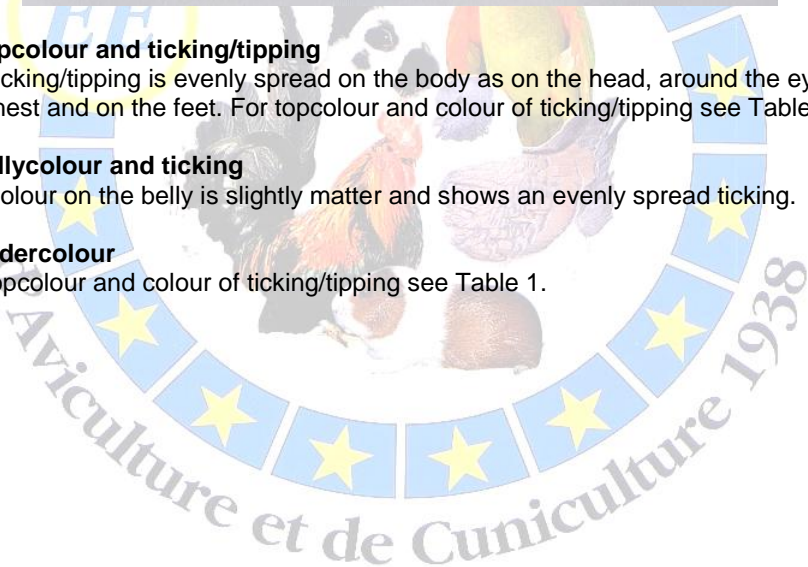 EE
pcolour and ticking/tipping
cking/tipping is evenly spread on the body as on the head, around the ey
nest and on the feet. For topcolour and colour of ticking/tipping see Table
llycolour and ticking
olour on the belly is slightly matter and shows an evenly spread ticking.
dercolour
pcolour and colour of ticking/tipping see Table 1.
Aviculture et de Cuniculture 1938